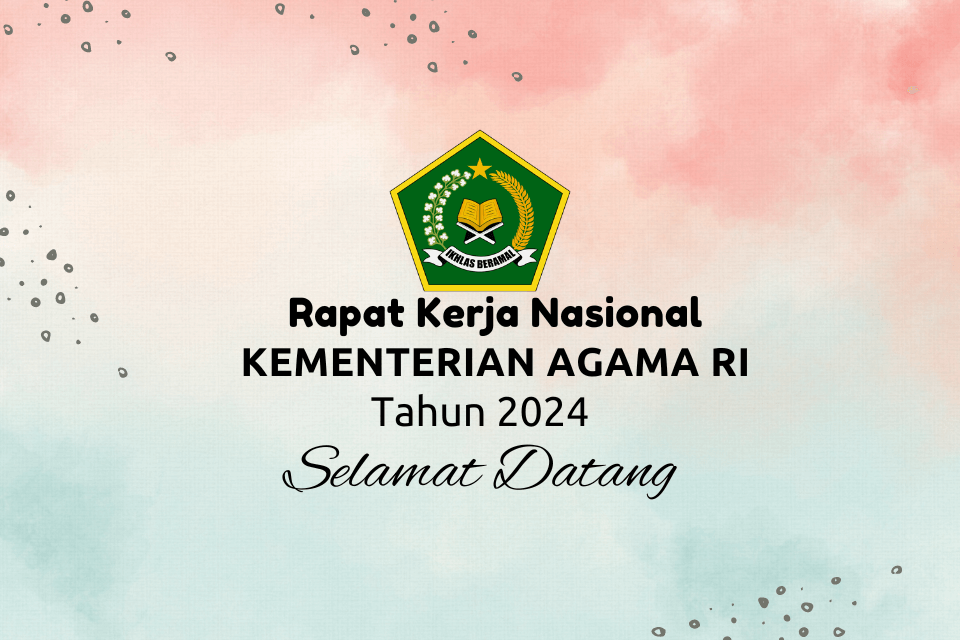 IKHLAS BERAMAL
Rapat Kerja Nasional
KEMENTERIAN AGAMA RI
Tahun 2024
Selamat Datang